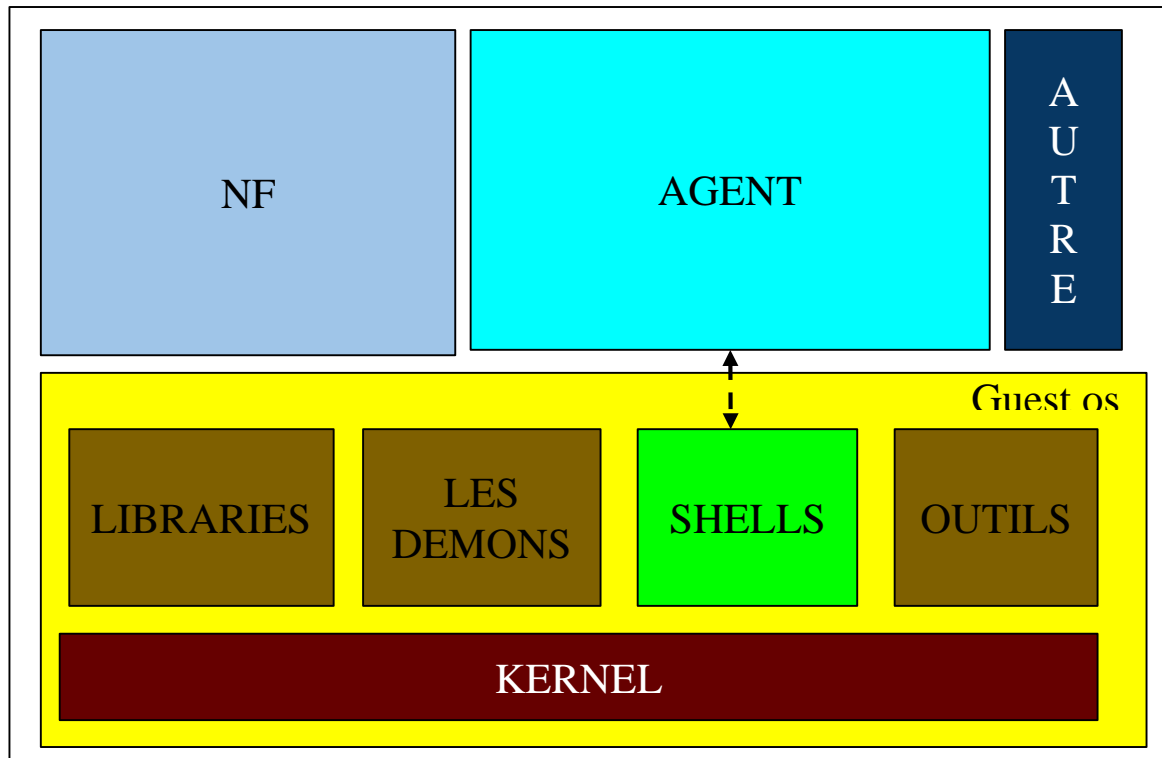 NF
AGENT
A
U
T
R
E
Guest os
LIBRARIES
LES
DEMONS
SHELLS
OUTILS
KERNEL